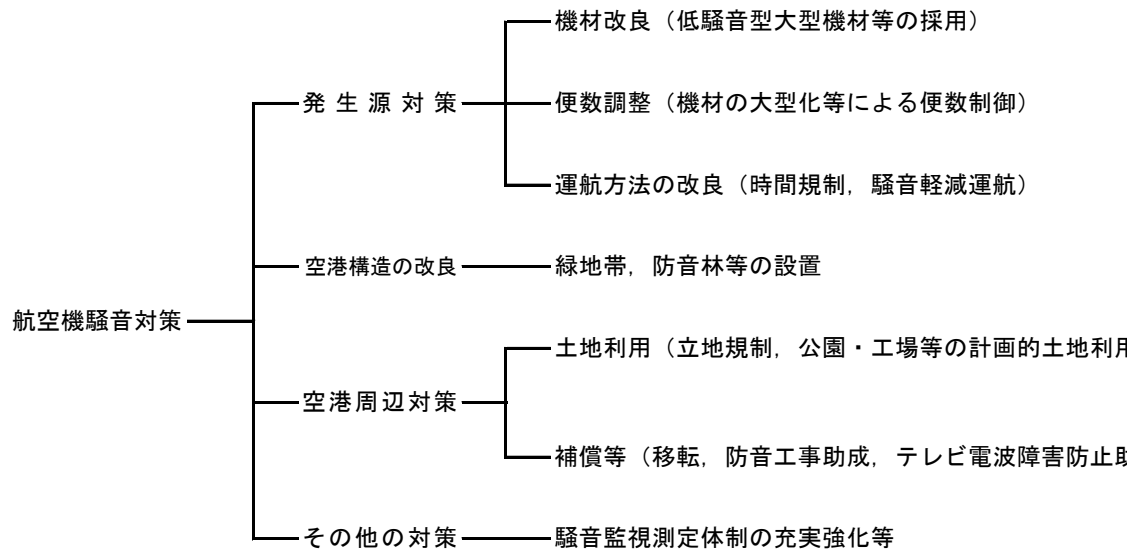 機材改良（低騒音型大型機材等の採用）
発生源対策
便数調整（機材の大型化等による便数制御）
運航方法の改良（時間規制，騒音軽減運航）
空港構造の改良
緑地帯，防音林等の設置
航空機騒音対策
土地利用（立地規制，公園・工場等の計画的土地利用
空港周辺対策
補償等（移転，防音工事助成，テレビ電波障害防止助
その他の対策
騒音監視測定体制の充実強化等